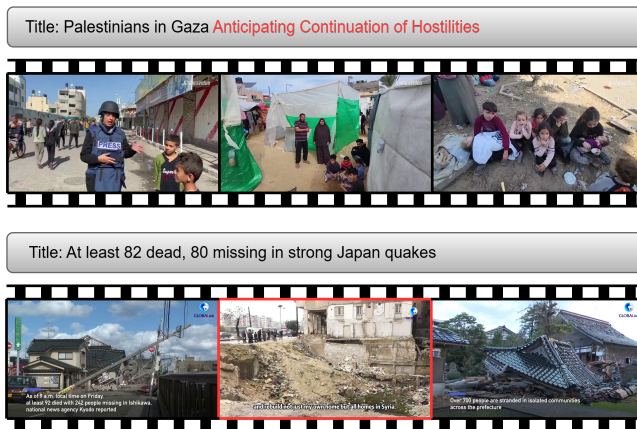 Title: Palestinians in Gaza Anticipating Continuation of Hostilities
PRESS
Title: At least 82 dead, 80 missing in strong Japan quakes
GLOBALink
GLOBALink
As of 9 a.m. local time on Friday
at least 92 died with 242 people missing in Ishikawa,
national news agency Kyodo reported
and rebuild not just my own home but all homes in Syria.
Over 700 people are stranded in isolated communities
across the prefecture